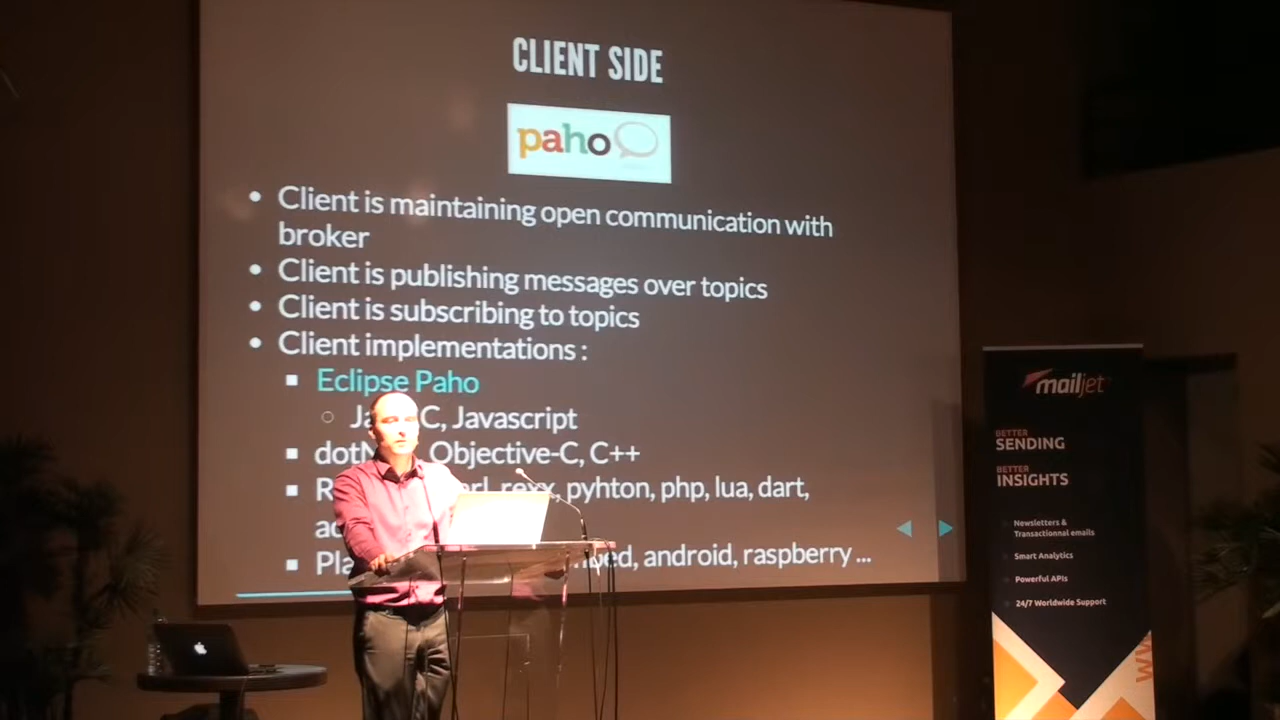 CLIENT SIDE
paho
• Client is maintaining open communication with
broker
• Client is publishing messages over topics
• Client is subscribing to topics
• Client implementations :
▪ Eclipse Paho
○ C, Javascript
▪ Objective-C, C++
▪ rexx, pyhton, php, lua, dart,
▪ android, raspberry ...
mailjet
BETTER
SENDING
BETTER
INSIGHTS
Newsletters &
Transactionnal emails
Smart Analytics
Powerful APIs
24/7 Worldwide Support